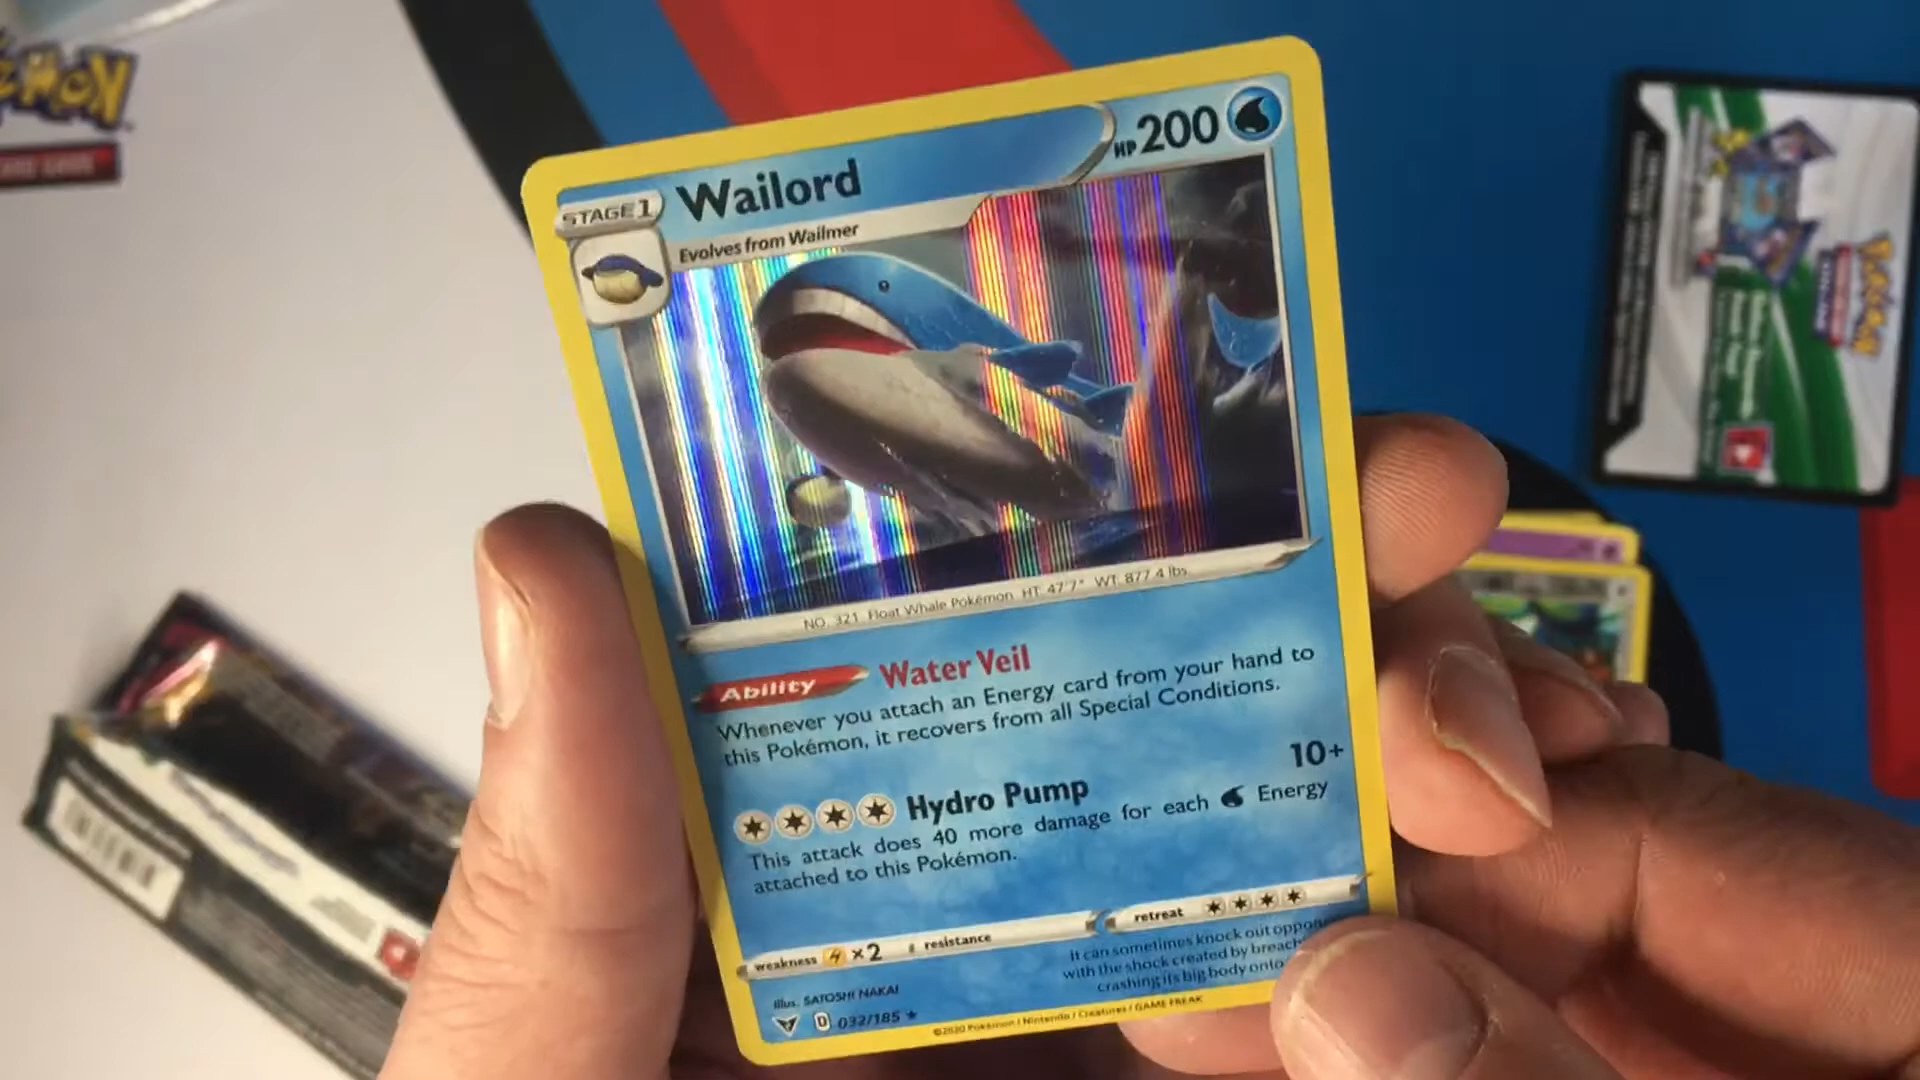 STAGE 1
Wailord
HP 200
Evolves from Wailmer
NO. 321 Float Whale Pokémon HT: 47'7" WT: 877.4 lbs
Ability Water Veil
Whenever you attach an Energy card from your hand to
this Pokémon, it recovers from all Special Conditions.
Hydro Pump 10+
This attack does 40 more damage for each Energy
attached to this Pokémon.
weakness ×2 resistance retreat
It can sometimes knock out
with the shock created by
crashing its big body onto
Illus. SATOSHI NAKAI
D 032/185 ★
©2020 Pokémon / Nintendo / Creatures / GAME FREAK